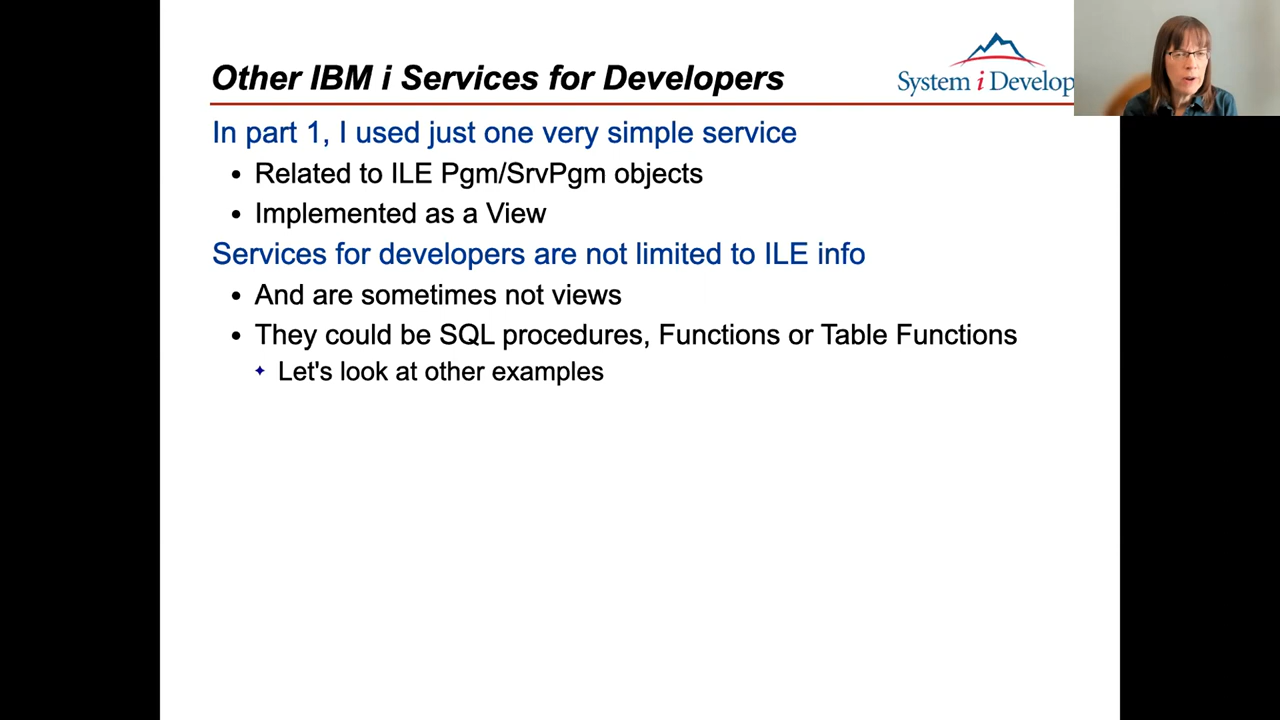 Other IBM i Services for Developers
System i Develop
In part 1, I used just one very simple service
• Related to ILE Pgm/SrvPgm objects
• Implemented as a View
Services for developers are not limited to ILE info
• And are sometimes not views
• They could be SQL procedures, Functions or Table Functions
✦ Let's look at other examples